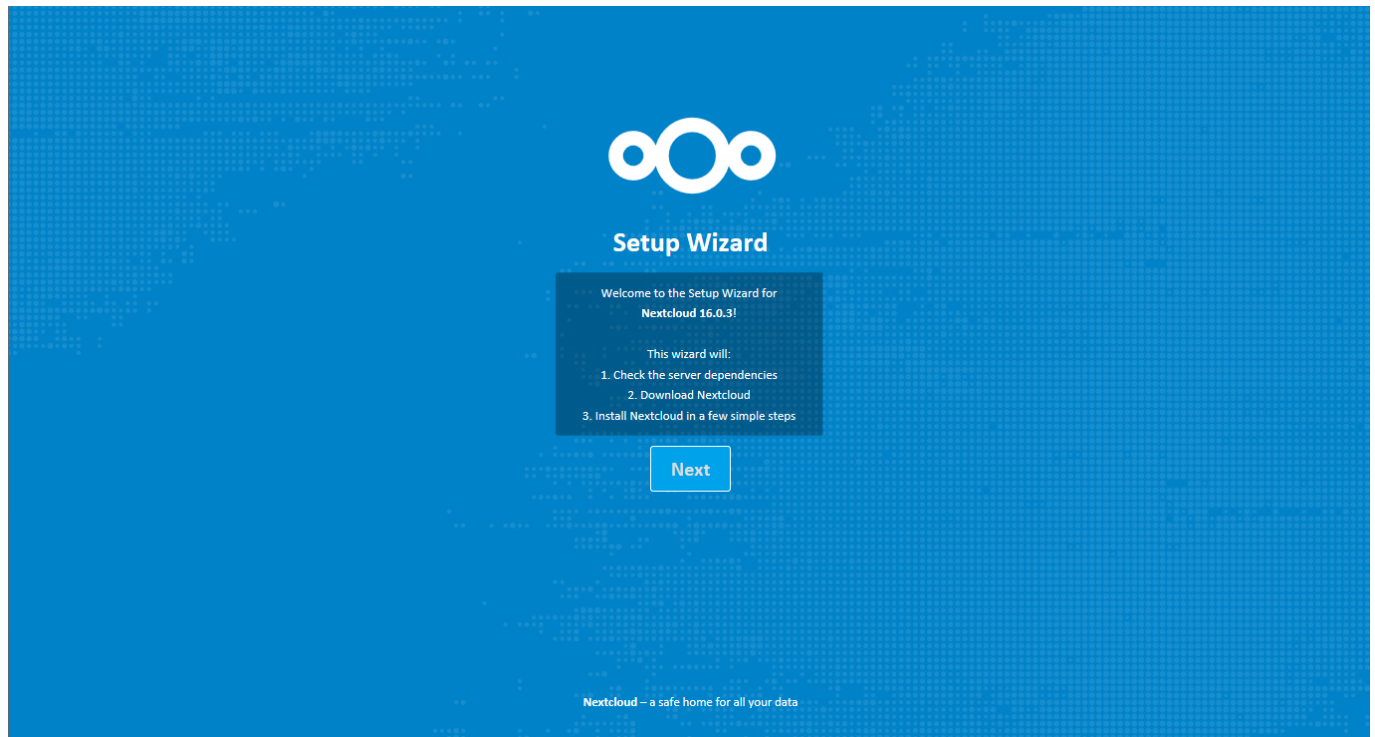 Setup Wizard
Welcome to the Setup Wizard for
Nextcloud 16.0.3!
This wizard will:
1. Check the server dependencies
2. Download Nextcloud
3. Install Nextcloud in a few simple steps
Next
Nextcloud – a safe home for all your data